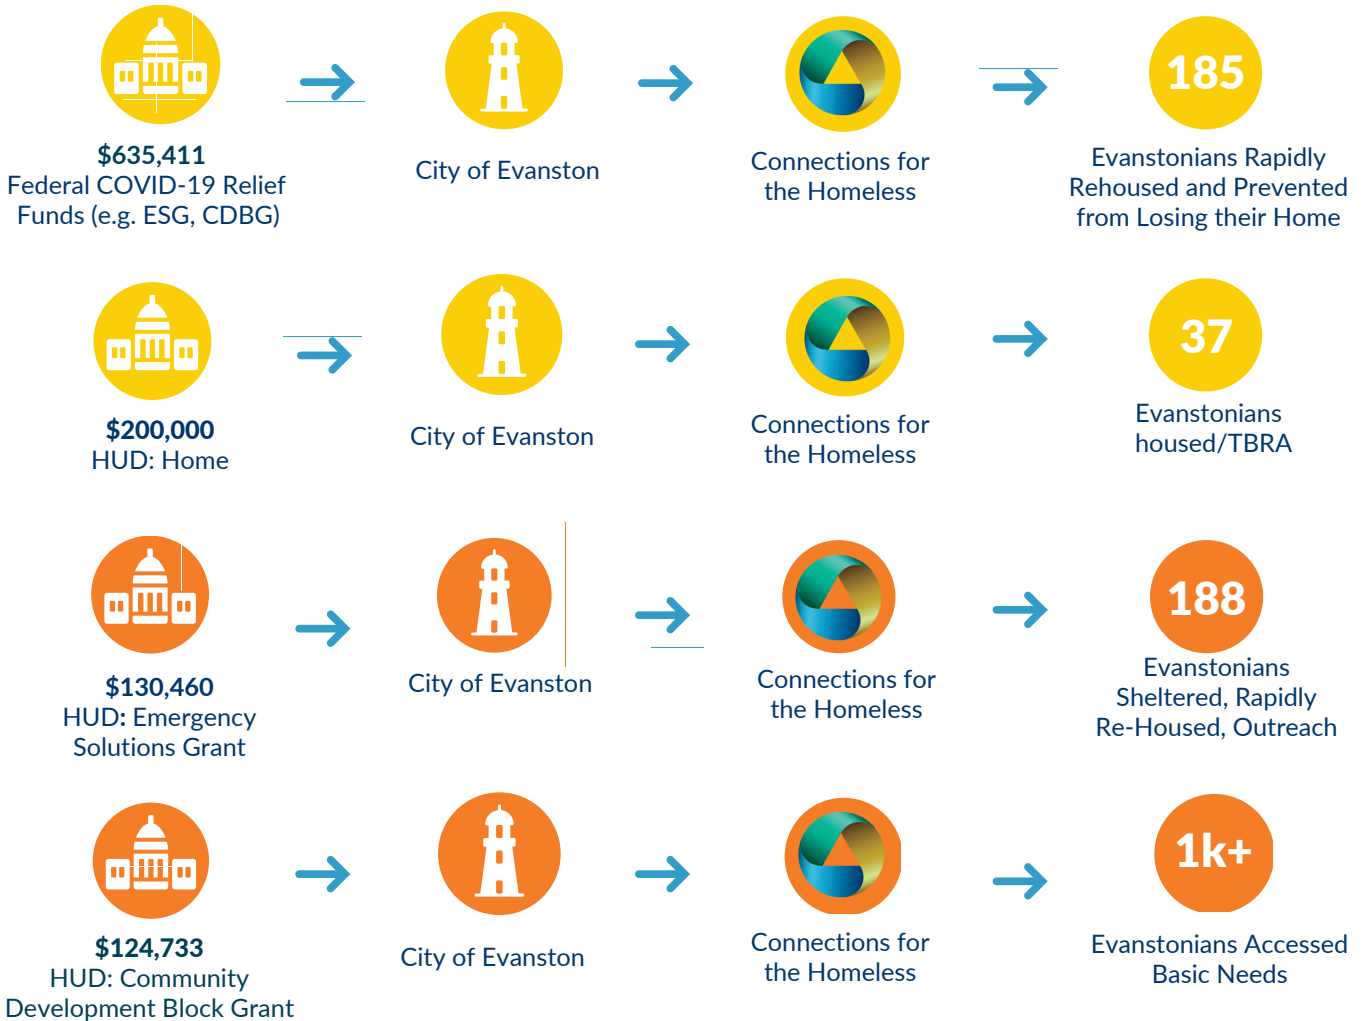 $635,411
Federal COVID-19 Relief
Funds (e.g. ESG, CDBG)
City of Evanston
Connections for
the Homeless
185
Evanstonians Rapidly
Rehoused and Prevented
from Losing their Home
$200,000
HUD: Home
City of Evanston
Connections for
the Homeless
37
Evanstonians
housed/TBRA
$130,460
HUD: Emergency
Solutions Grant
City of Evanston
Connections for
the Homeless
188
Evanstonians
Sheltered, Rapidly
Re-Housed, Outreach
$124,733
HUD: Community
Development Block Grant
City of Evanston
Connections for
the Homeless
1k+
Evanstonians Accessed
Basic Needs